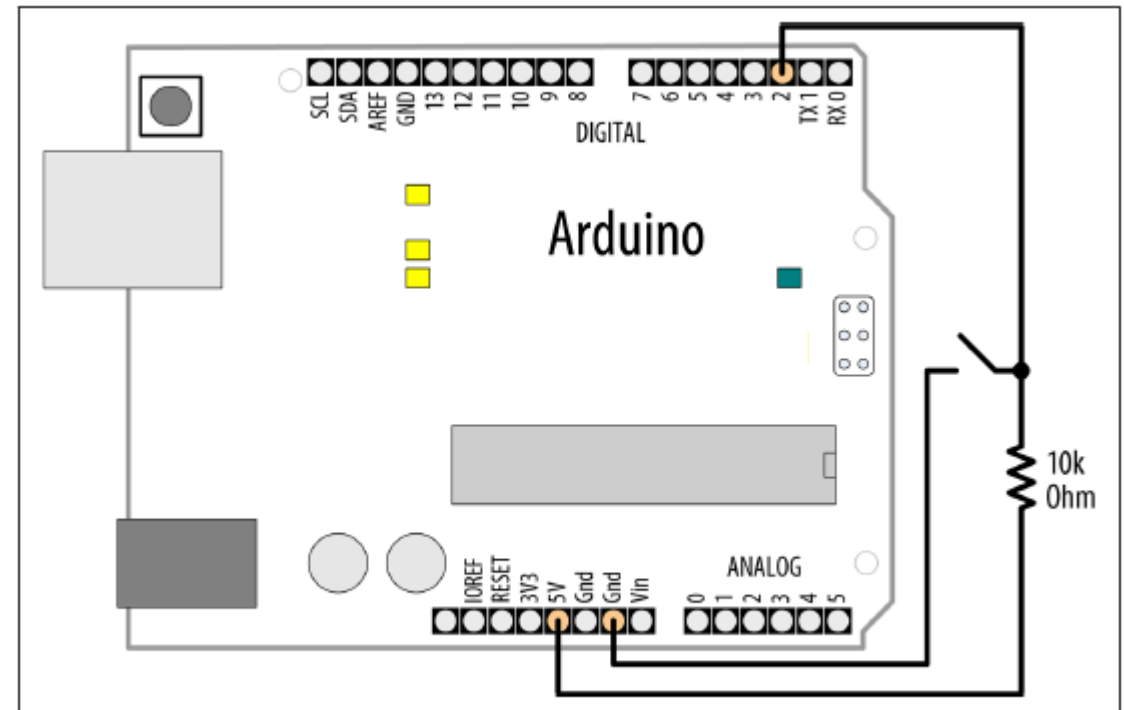 SCL SDA AREF GND 13 12 11 10 9 8 7 6 5 4 3 2 TX 1 RX 0
DIGITAL
Arduino
10k
Ohm
ANALOG
IOREF RESET 3V3 5V Gnd Gnd Vin 0 1 2 3 4 5